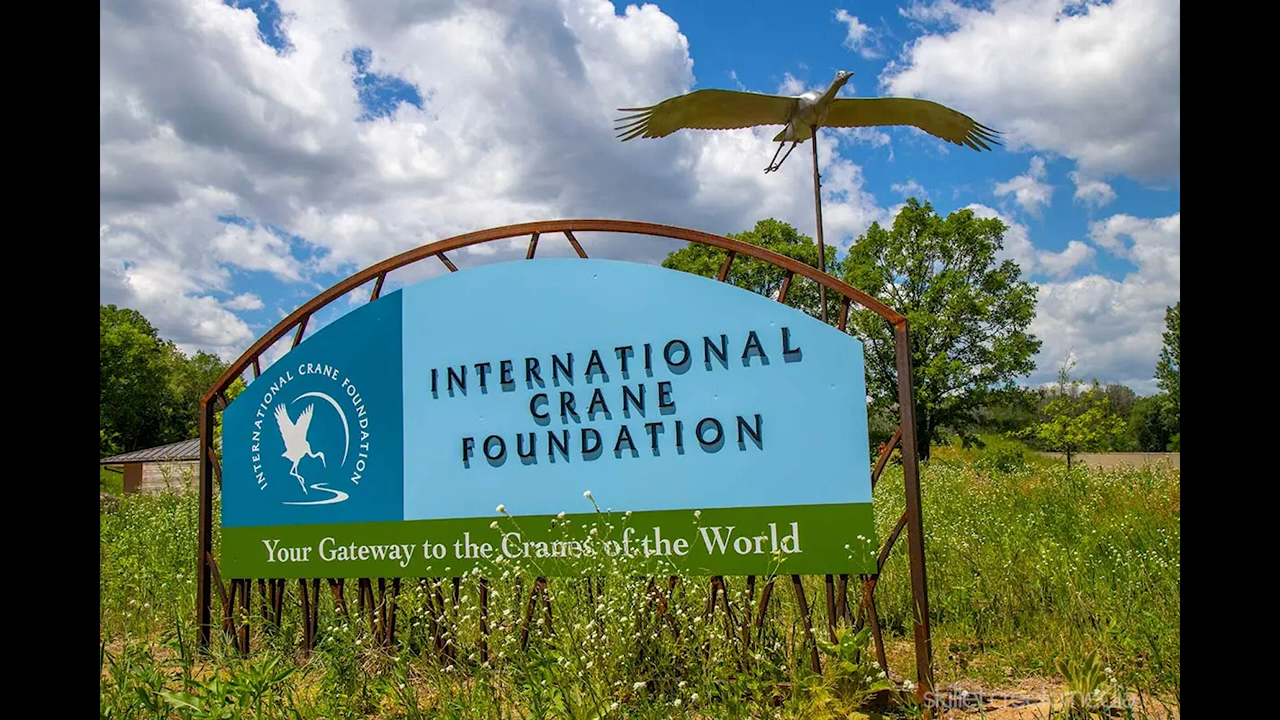 INTERNATIONAL
CRANE
FOUNDATION
INTERNATIONAL CRANE FOUNDATION
Your Gateway to the Cranes of the World